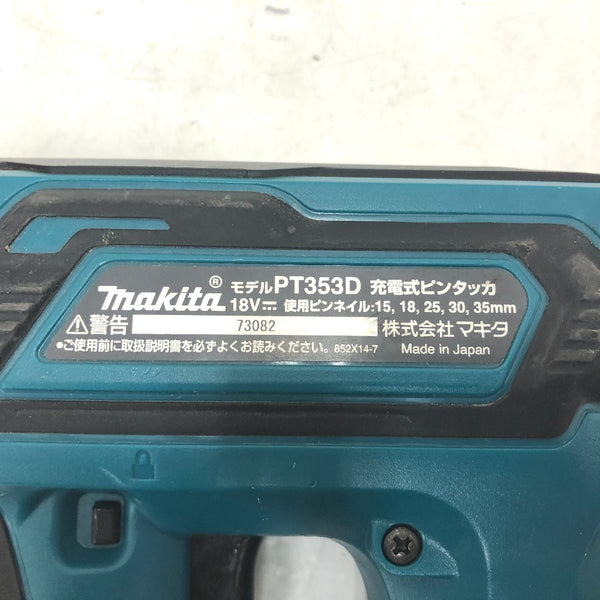 makita® モデルPT353D 充電式ピンタッカ
18V⎓ 使用ピンネイル:15, 18, 25, 30, 35mm
⚠警告 73082 株式会社マキタ
●ご使用前に取扱説明書を必ずよくお読みください。 852X14-7 Made in Japan